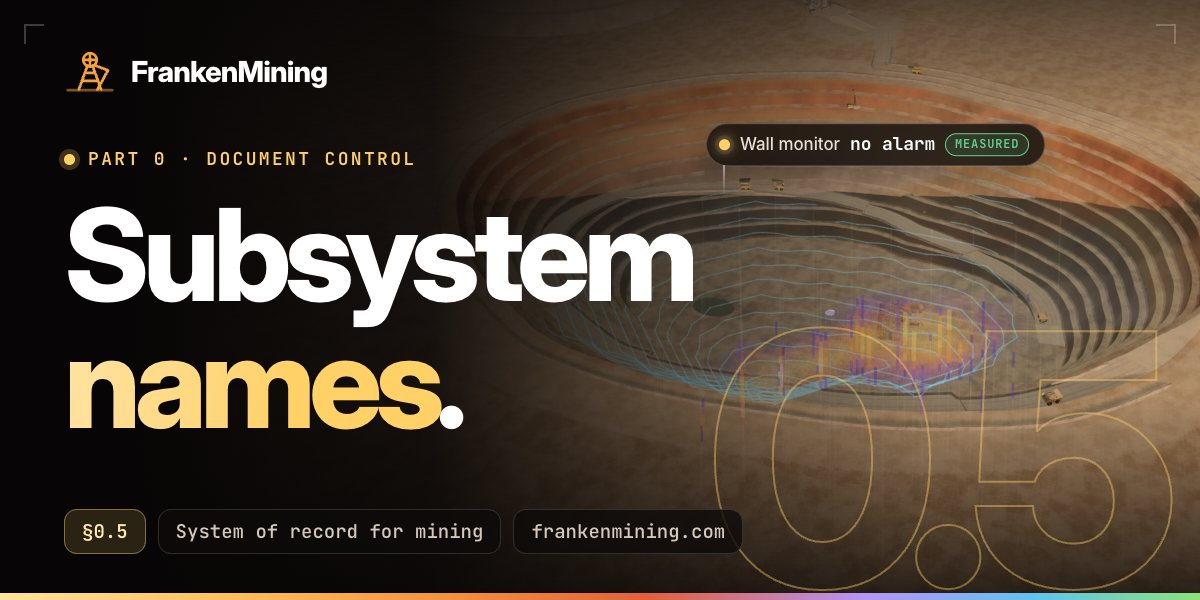 FrankenMining
PART 0 · DOCUMENT CONTROL
Wall monitor no alarm MEASURED
Subsystem
names.
0.5
§0.5
System of record for mining
frankenmining.com